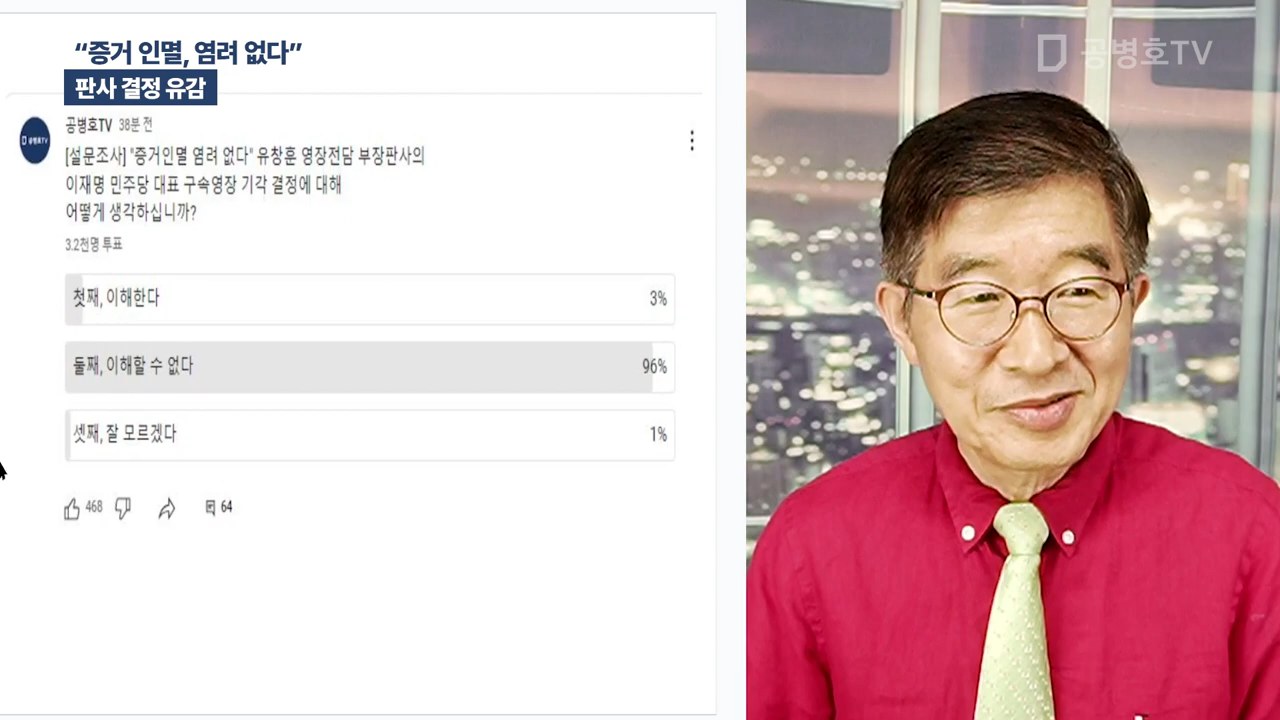 “증거 인멸, 염려 없다”
판사 결정 유감
공병호TV
공병호TV 38분 전
공병호TV
[설문조사] "증거인멸 염려 없다" 유창훈 영장전담 부장판사의
이재명 민주당 대표 구속영장 기각 결정에 대해
어떻게 생각하십니까?
3.2천명 투표
첫째, 이해한다 3%
둘째, 이해할 수 없다 96%
셋째, 잘 모르겠다 1%
468 64